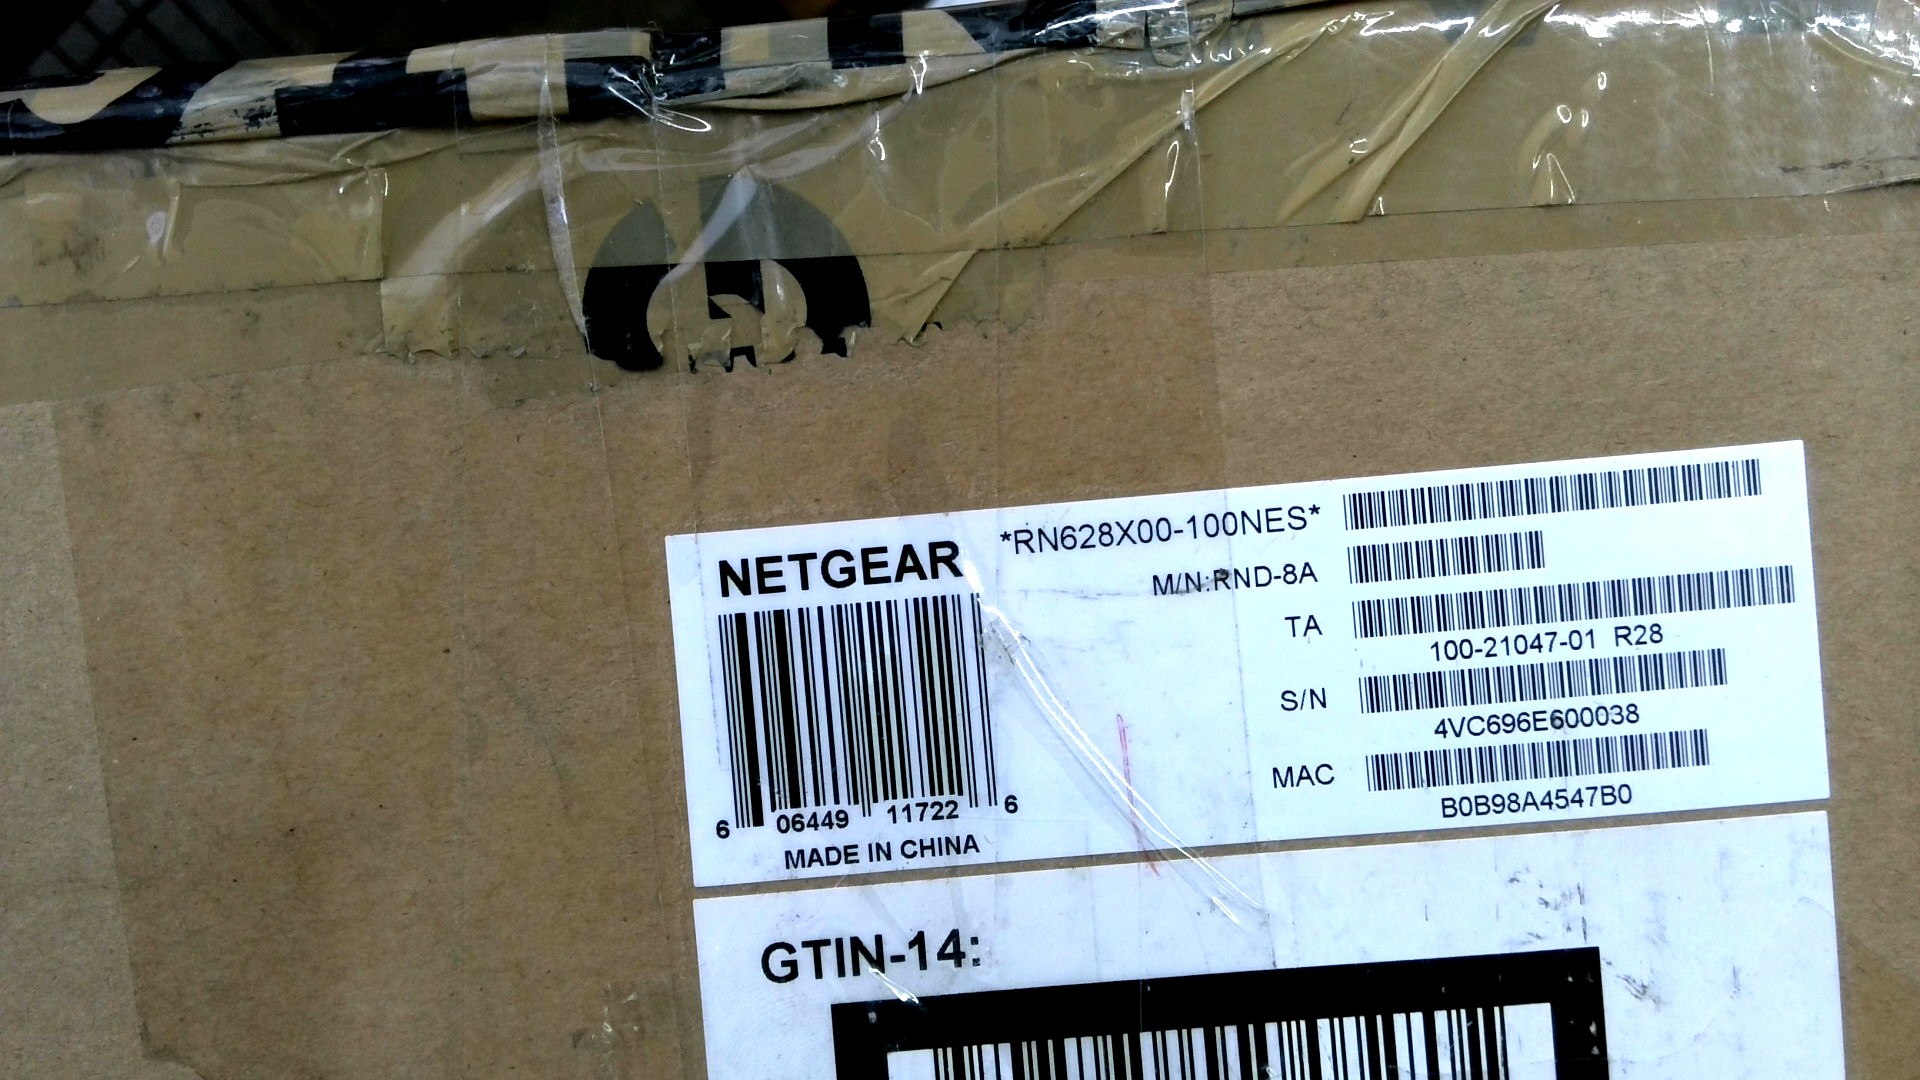 NETGEAR
*RN628X00-100NES*
M/N:RND-8A
TA
100-21047-01 R28
S/N
4VC696E600038
MAC
B0B98A4547B0
6 06449 11722 6
MADE IN CHINA
GTIN-14: